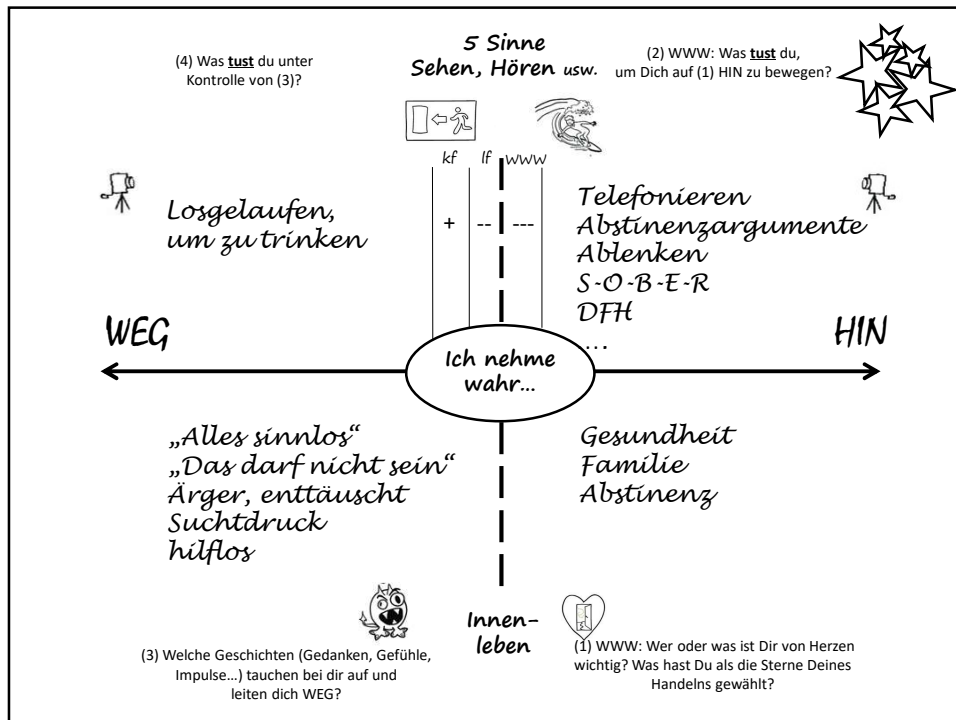 (4) Was tust du unter
Kontrolle von (3)?
5 Sinne
Sehen, Hören usw.
(2) WWW: Was tust du,
um Dich auf (1) HIN zu bewegen?
kf lf WWW
Losgelaufen,
um zu trinken
+ -- ---
Telefonieren
Abstinenzargumente
Ablenken
S-O-B-E-R
DFH
...
WEG
HIN
Ich nehme
wahr...
„Alles sinnlos“
„Das darf nicht sein“
Ärger, enttäuscht
Suchtdruck
hilflos
Gesundheit
Familie
Abstinenz
Innen-
leben
(3) Welche Geschichten (Gedanken, Gefühle,
Impulse...) tauchen bei dir auf und
leiten dich WEG?
(1) WWW: Wer oder was ist Dir von Herzen
wichtig? Was hast Du als die Sterne Deines
Handelns gewählt?